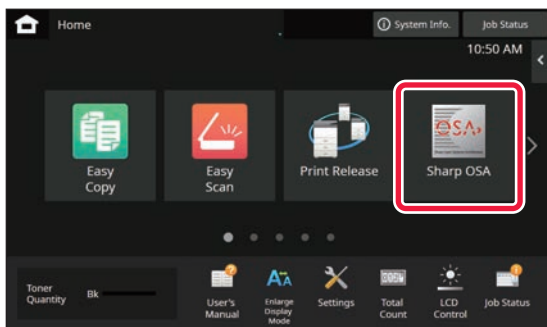 Home
System Info.
Job Status
10:50 AM
Easy
Copy
Easy
Scan
Print Release
OSA
Sharp OSA
Toner
Quantity
Bk
User's
Manual
Enlarge
Display
Mode
Settings
Total
Count
LCD
Control
Job Status